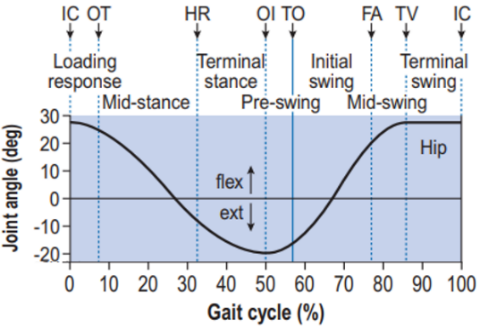 IC OT HR OI TO FA TV IC
Loading response
Mid-stance
Terminal stance
Pre-swing
Initial swing
Mid-swing
Terminal swing
Joint angle (deg)
30
20
10
0
-10
-20
flex
ext
Hip
0 10 20 30 40 50 60 70 80 90 100
Gait cycle (%)